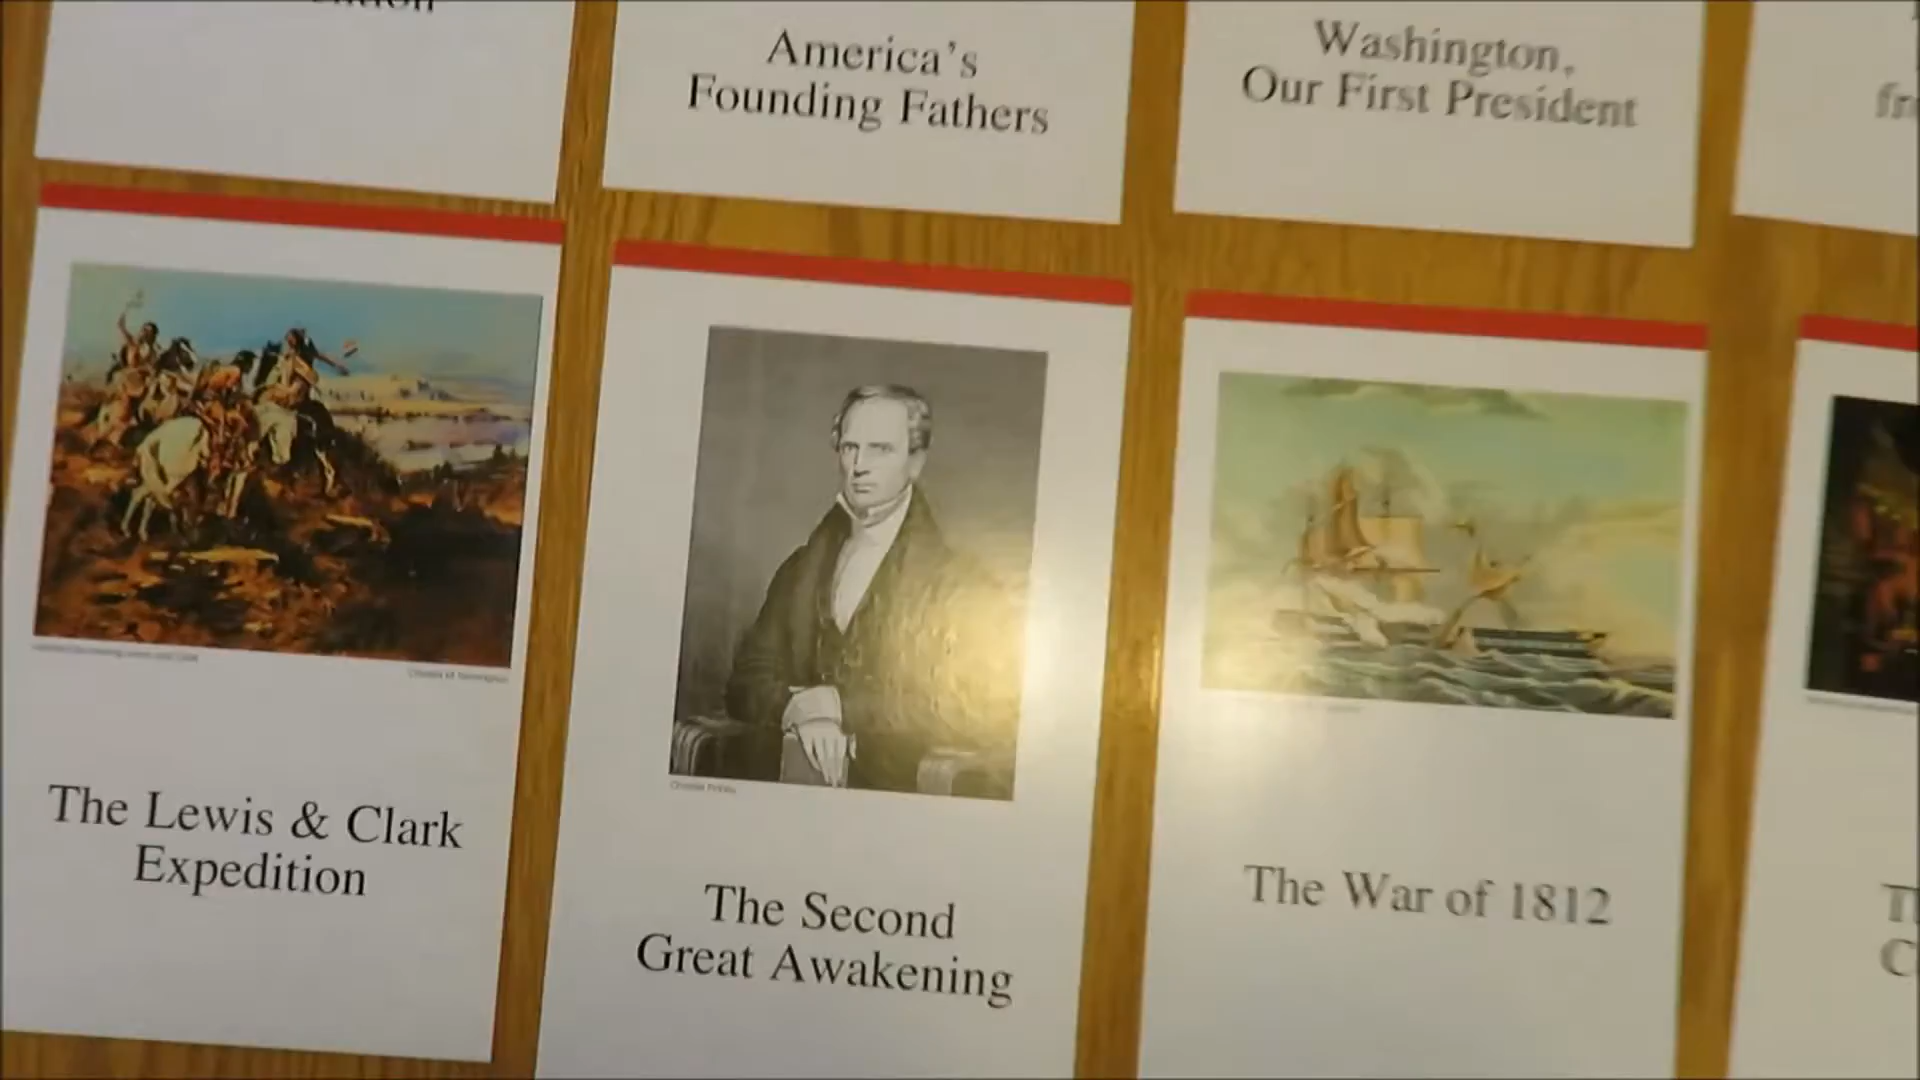 America's
Founding Fathers
Washington,
Our First President
The Lewis & Clark
Expedition
The Second
Great Awakening
The War of 1812